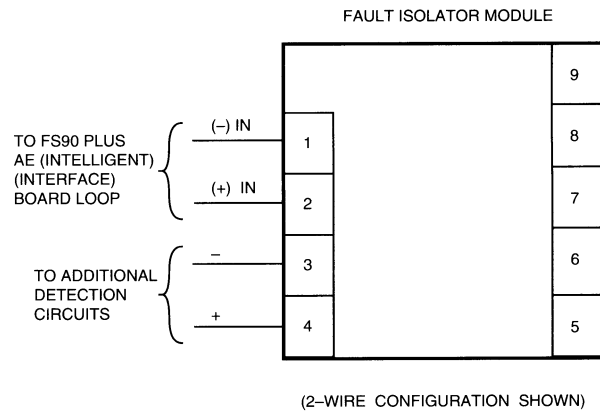 FAULT ISOLATOR MODULE
9
(–) IN
TO FS90 PLUS
AE (INTELLIGENT)
(INTERFACE)
BOARD LOOP
1
8
(+) IN
2
7
–
3
6
TO ADDITIONAL
DETECTION
CIRCUITS
+
4
5
(2–WIRE CONFIGURATION SHOWN)